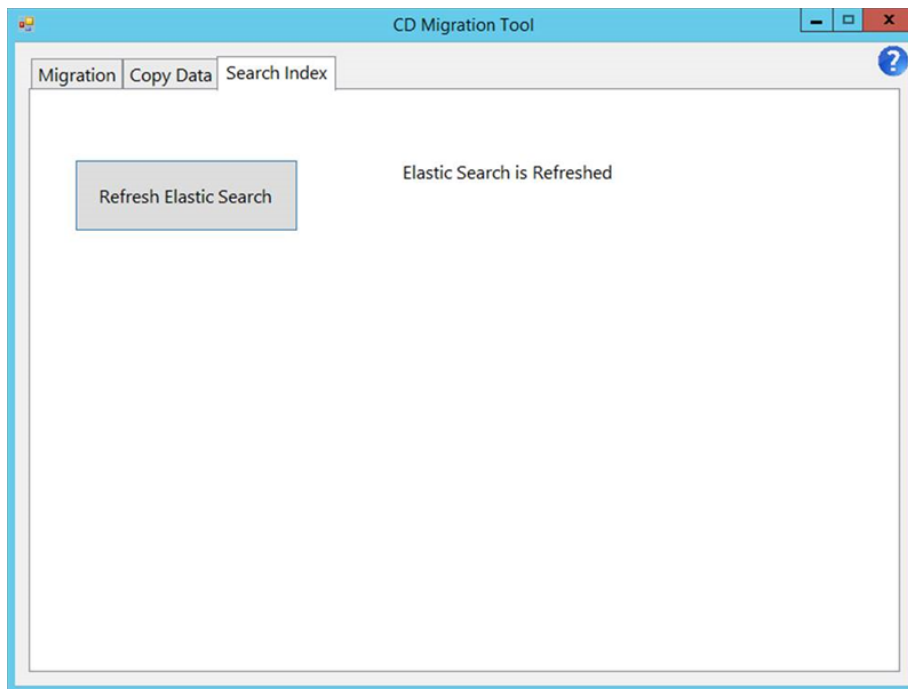 CD Migration Tool
Migration Copy Data Search Index
?
Elastic Search is Refreshed
Refresh Elastic Search